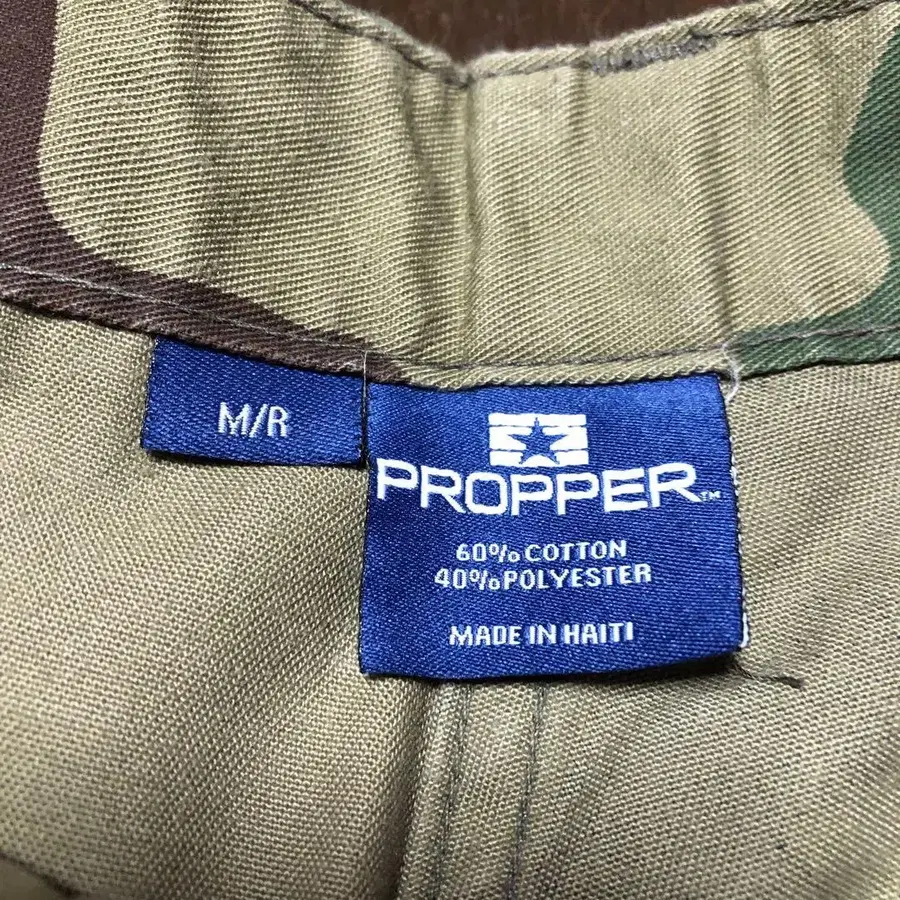 M/R
PROPPER™
60% COTTON
40% POLYESTER
MADE IN HAITI